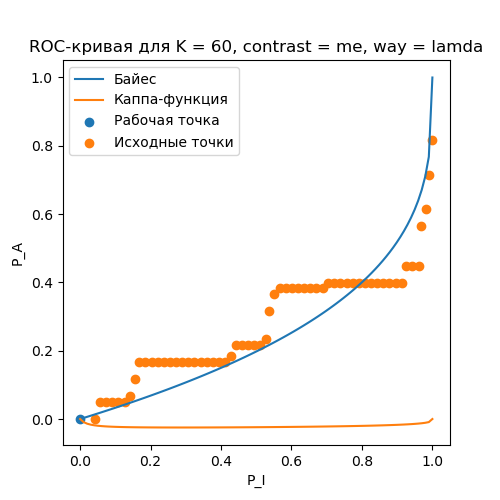 ROC-кривая для K = 60, contrast = me, way = lamda
Байес
Каппа-функция
Рабочая точка
Исходные точки
P_A
1.0
0.8
0.6
0.4
0.2
0.0
0.0 0.2 0.4 0.6 0.8 1.0
P_I